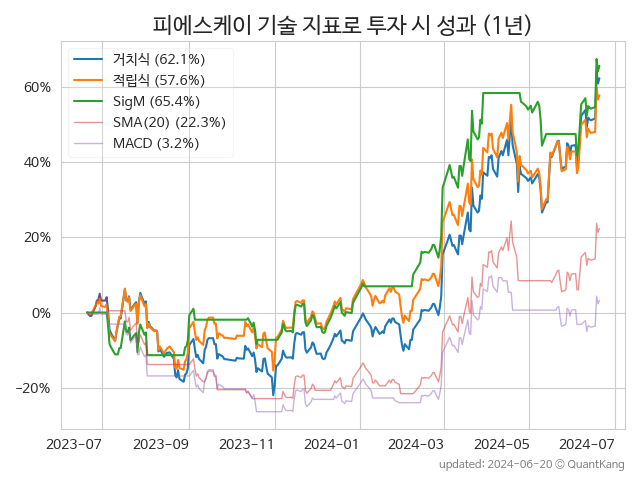 피에스케이 기술 지표로 투자 시 성과 (1년)
거치식 (62.1%)
적립식 (57.6%)
SigM (65.4%)
SMA(20) (22.3%)
MACD (3.2%)
60%
40%
20%
0%
−20%
2023-07 2023-09 2023-11 2024-01 2024-03 2024-05 2024-07
updated: 2024-06-20 © QuantKang